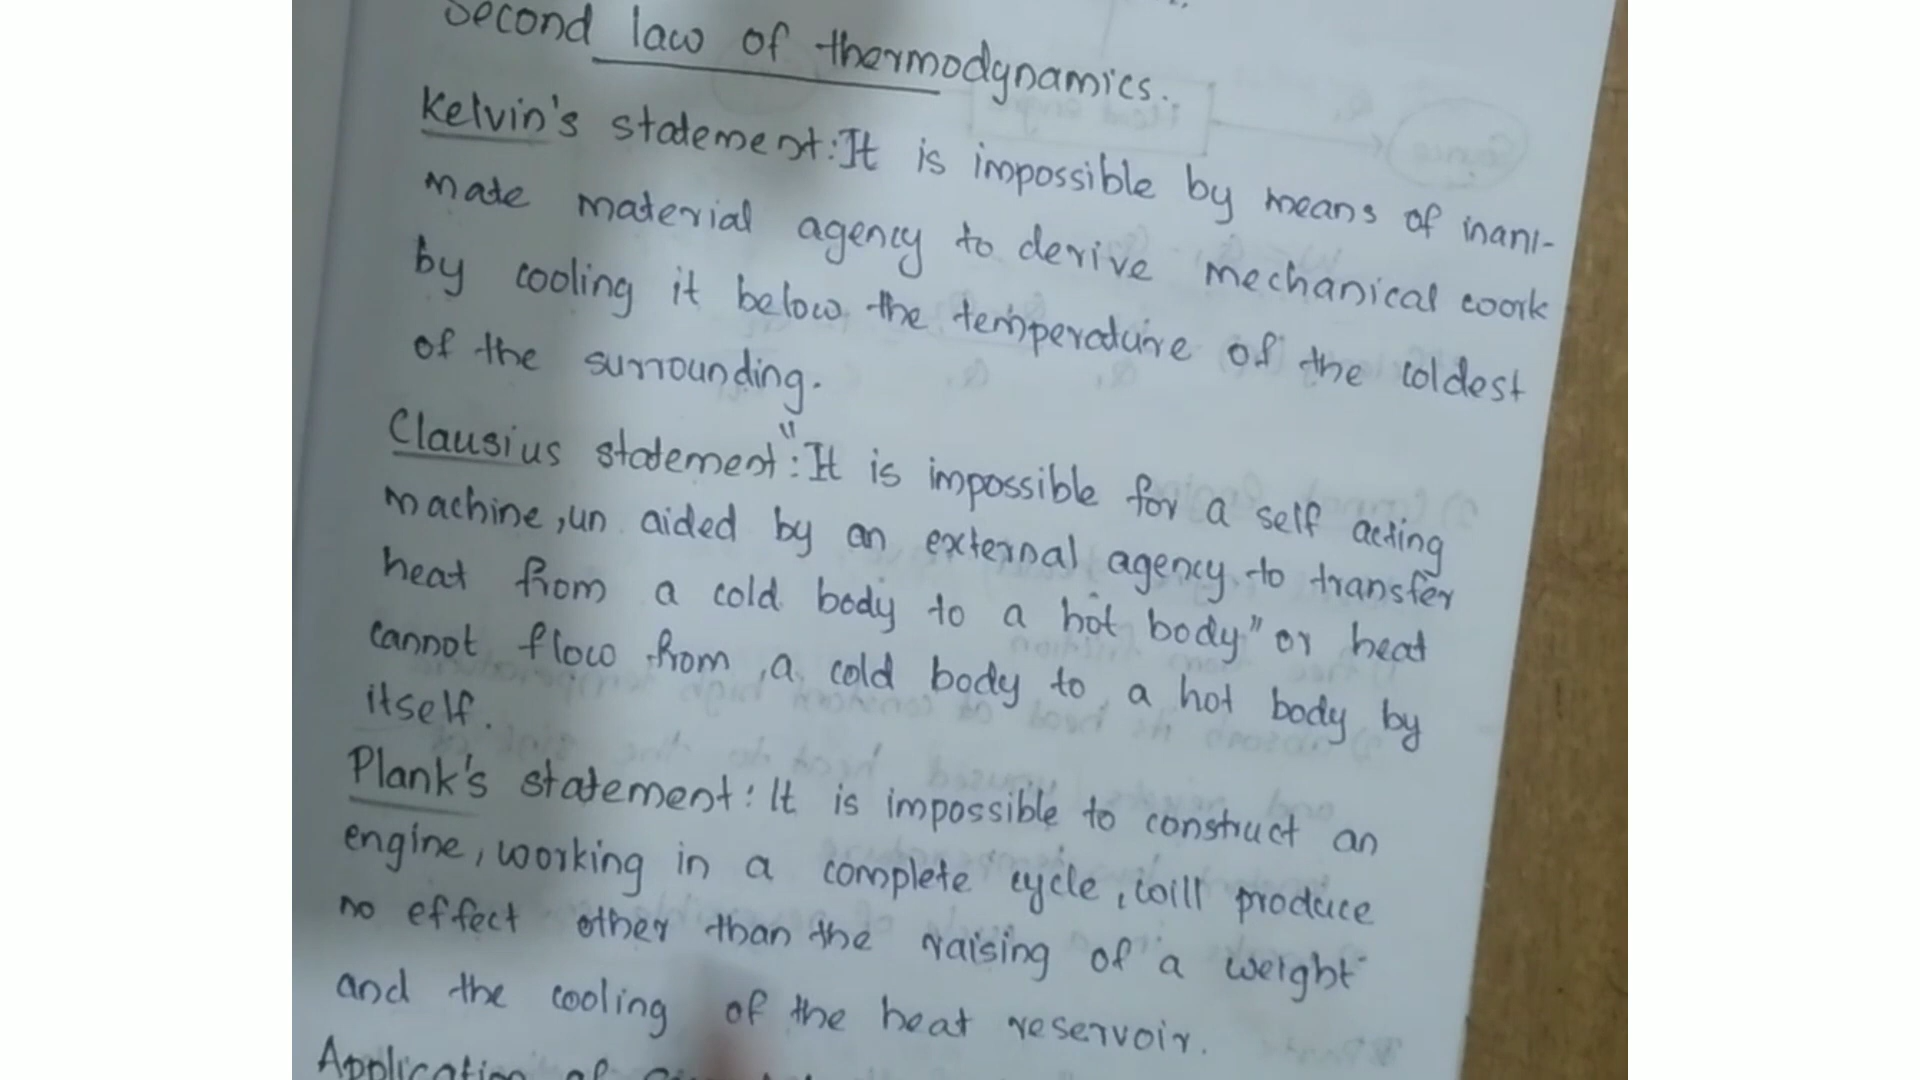 Second law of thermodynamics.
Kelvin's statement: It is impossible by means of inani-
mate material agency to derive mechanical work
by cooling it below the temperature of the coldest
of the surrounding.
Clausius statement: "It is impossible for a self acting
machine, un aided by an external agency to transfer
heat from a cold body to a hot body" or heat
cannot flow from a cold body to a hot body by
itself.
Plank's statement: It is impossible to construct an
engine, working in a complete cycle, will produce
no effect other than the raising of a weight
and the cooling of the heat reservoir.
Application of